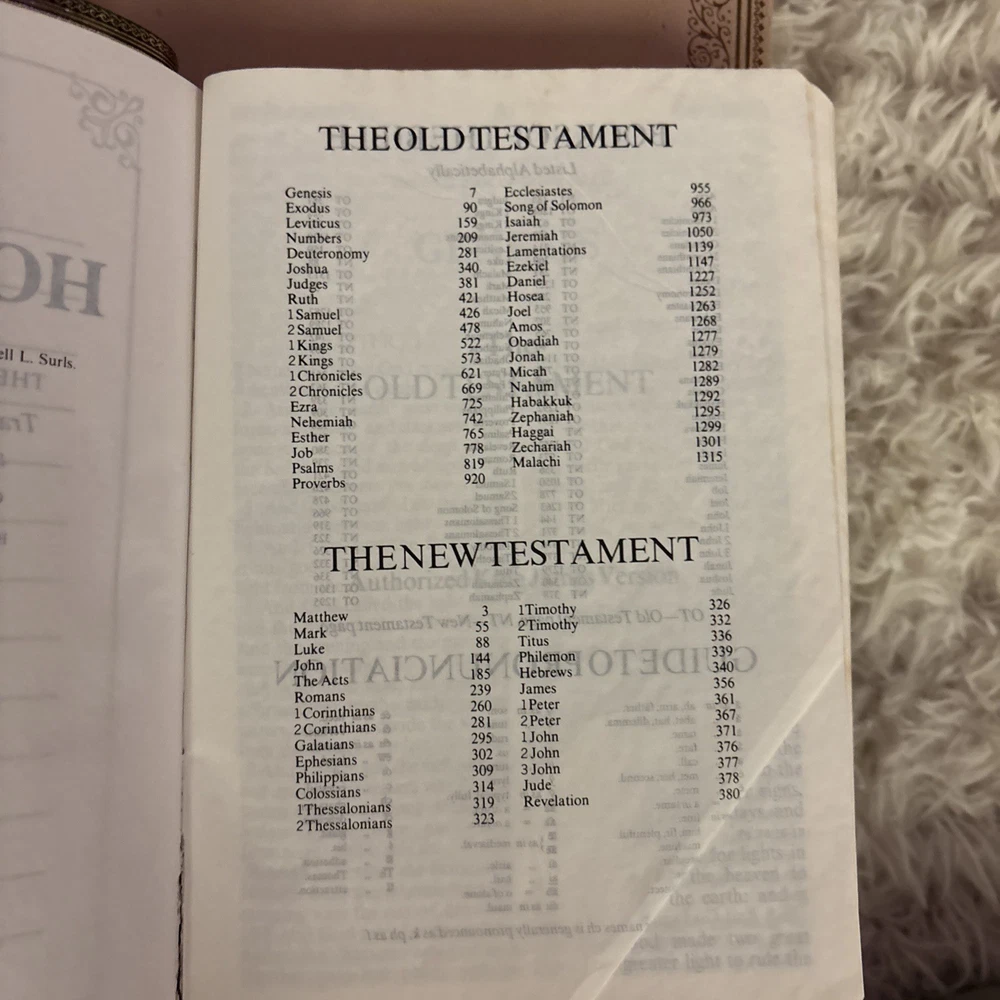 THE OLD TESTAMENT
Genesis 7
Exodus 90
Leviticus 159
Numbers 209
Deuteronomy 281
Joshua 340
Judges 381
Ruth 421
1 Samuel 426
2 Samuel 478
1 Kings 522
2 Kings 573
1 Chronicles 621
2 Chronicles 669
Ezra 725
Nehemiah 742
Esther 765
Job 778
Psalms 819
Proverbs 920
Ecclesiastes 955
Song of Solomon 966
Isaiah 973
Jeremiah 1050
Lamentations 1139
Ezekiel 1147
Daniel 1227
Hosea 1252
Joel 1263
Amos 1268
Obadiah 1277
Jonah 1279
Micah 1282
Nahum 1289
Habakkuk 1292
Zephaniah 1295
Haggai 1299
Zechariah 1301
Malachi 1315
THE NEW TESTAMENT
Matthew 3
Mark 55
Luke 88
John 144
The Acts 185
Romans 239
1 Corinthians 260
2 Corinthians 281
Galatians 295
Ephesians 302
Philippians 309
Colossians 314
1 Thessalonians 319
2 Thessalonians 323
1 Timothy 326
2 Timothy 332
Titus 336
Philemon 339
Hebrews 340
James 356
1 Peter 361
2 Peter 367
1 John 371
2 John 376
3 John 377
Jude 378
Revelation 380
ell L. Surls.